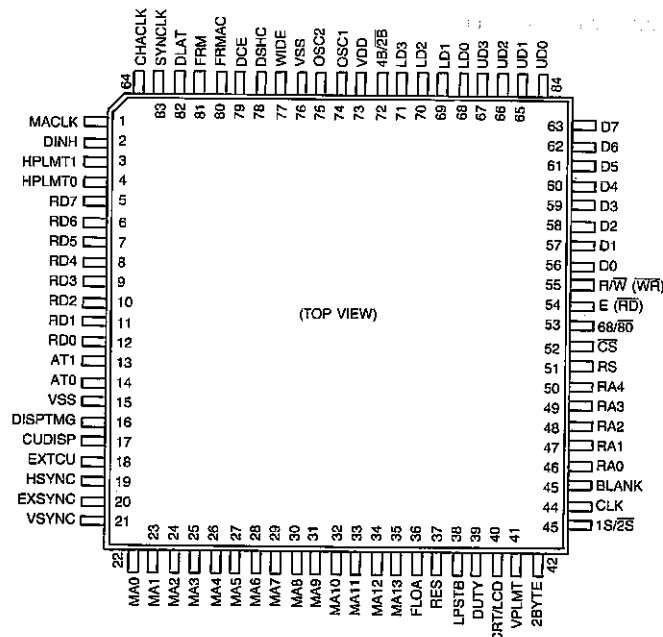 CHACLK
SYNCLK
DLAT
FRM
FRMAC
DCE
DSHC
WIDE
VSS
OSC2
OSC1
VDD
4B/2B
LD3
LD2
LD1
LD0
UD3
UD2
UD1
UD0
64 84
83 82 81 80 79 78 77 76 75 74 73 72 71 70 69 68 67 66 65
MACLK 1
DINH 2
HPLMT1 3
HPLMT0 4
RD7 5
RD6 6
RD5 7
RD4 8
RD3 9
RD2 10
RD1 11
RD0 12
AT1 13
AT0 14
VSS 15
DISPTMG 16
CUDISP 17
EXTCU 18
HSYNC 19
EXSYNC 20
VSYNC 21
(TOP VIEW)
63 D7
62 D6
61 D5
60 D4
59 D3
58 D2
57 D1
56 D0
55 R/W (WR)
54 E (RD)
53 68/80
52 CS
51 RS
50 RA4
49 RA3
48 RA2
47 RA1
46 RA0
45 BLANK
44 CLK
45 1S/2S
23 24 25 26 27 28 29 30 31 32 33 34 35 36 37 38 39 40 41
22 42
MA0
MA1
MA2
MA3
MA4
MA5
MA6
MA7
MA8
MA9
MA10
MA11
MA12
MA13
FLOA
RES
LPSTB
DUTY
CRT/LCD
VPLMT
2BYTE